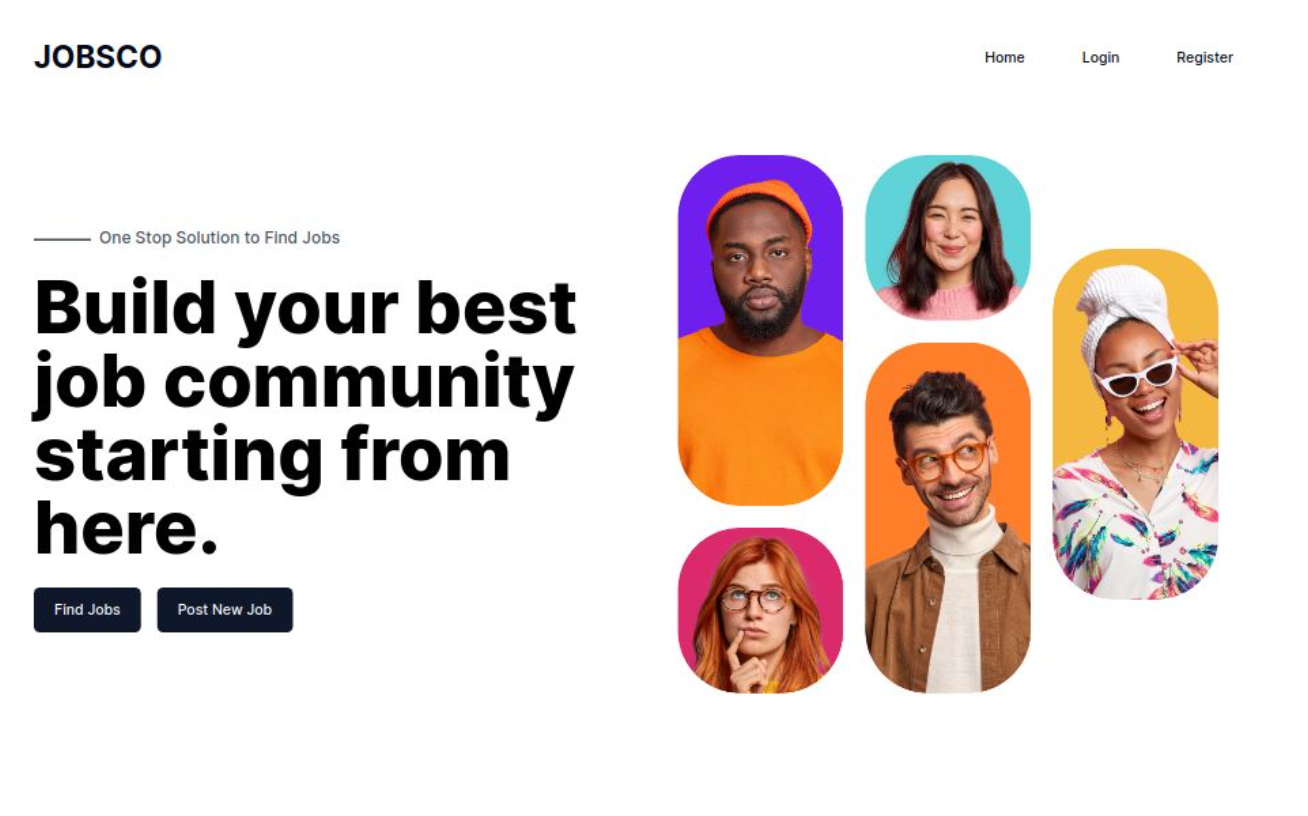 JOBSCO
Home
Login
Register
One Stop Solution to Find Jobs
Build your best
job community
starting from
here.
Find Jobs
Post New Job